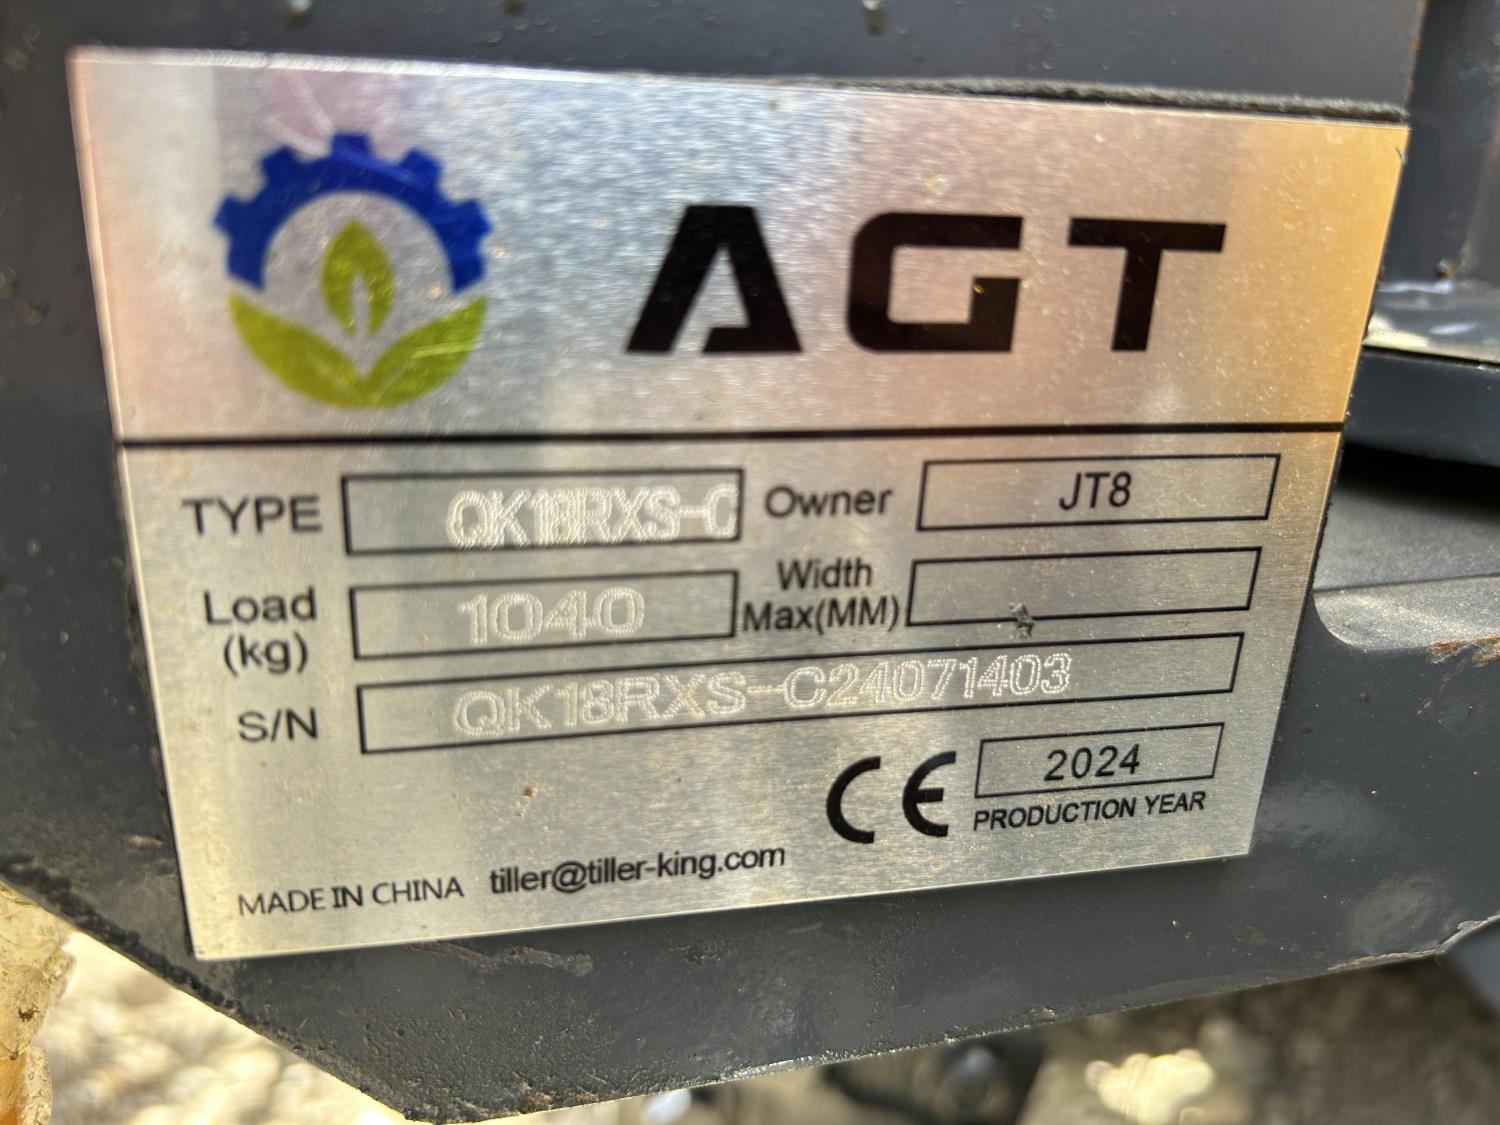 AGT
TYPE QK18RXS-C Owner JT8
Load (kg) 1040 Width Max(MM)
S/N QK18RXS-C24071403
CE 2024
PRODUCTION YEAR
MADE IN CHINA tiller@tiller-king.com